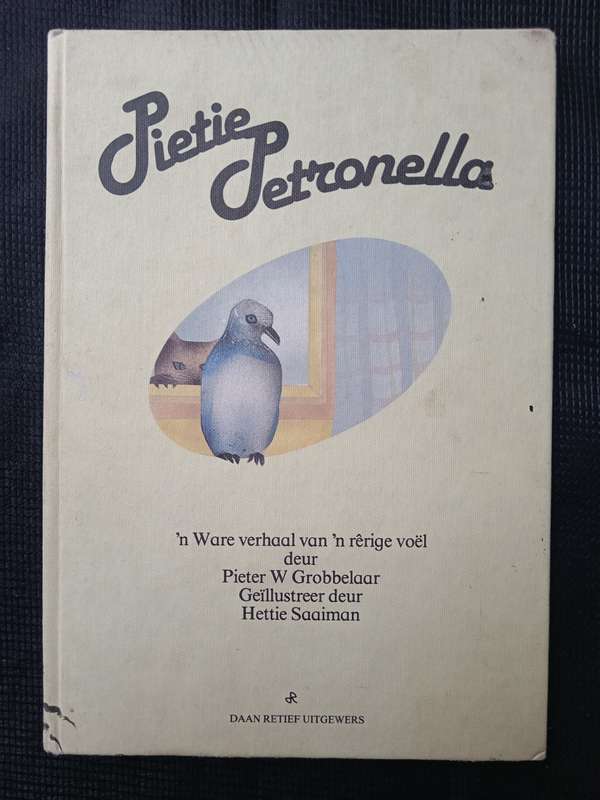 Pietie
Petronella
'n Ware verhaal van 'n rêrige voël
deur
Pieter W Grobbelaar
Geïllustreer deur
Hettie Saaiman
DAAN RETIEF UITGEWERS